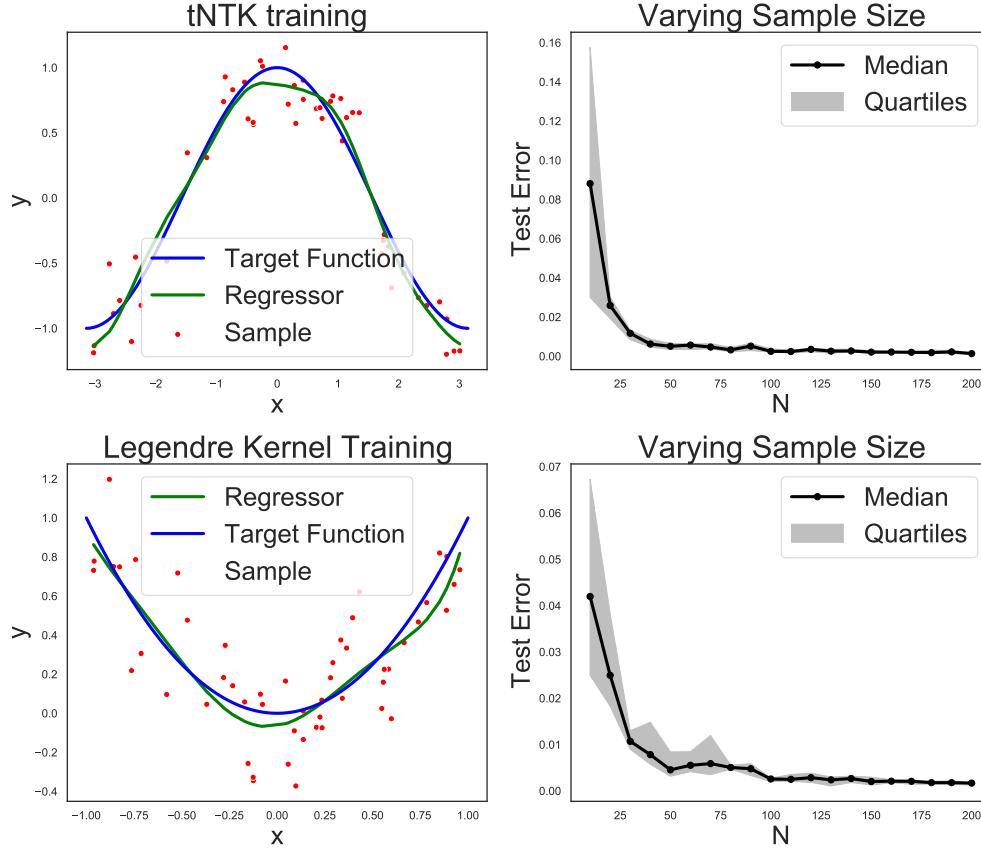 tNTK training
y
1.0
0.5
0.0
−0.5
−1.0
Target Function
Regressor
Sample
−3 −2 −1 0 1 2 3
x
Varying Sample Size
Test Error
0.16
0.14
0.12
0.10
0.08
0.06
0.04
0.02
0.00
Median
Quartiles
25 50 75 100 125 150 175 200
N
Legendre Kernel Training
y
1.2
1.0
0.8
0.6
0.4
0.2
0.0
−0.2
−0.4
Regressor
Target Function
Sample
−1.00 −0.75 −0.50 −0.25 0.00 0.25 0.50 0.75 1.00
x
Varying Sample Size
Test Error
0.07
0.06
0.05
0.04
0.03
0.02
0.01
0.00
Median
Quartiles
25 50 75 100 125 150 175 200
N